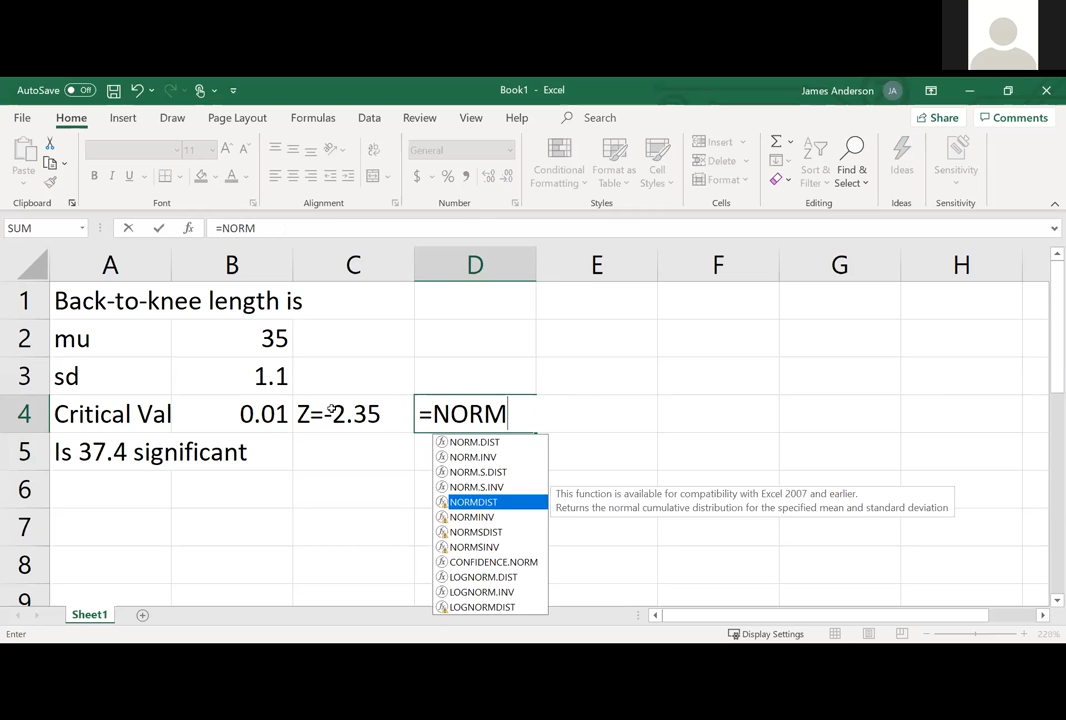 AutoSave Off Book1 - Excel James Anderson JA
File Home Insert Draw Page Layout Formulas Data Review View Help Search Share Comments
Paste
11
General
Conditional Formatting
Format as Table
Cell Styles
Insert
Delete
Format
Sort & Filter
Find & Select
Ideas
Sensitivity
Clipboard Font Alignment Number Styles Cells Editing Ideas Sensitivity
SUM fx =NORM
A B C D E F G H
1 Back-to-knee length is
2 mu 35
3 sd 1.1
4 Critical Val 0.01 Z=-2.35 =NORM
5 Is 37.4 significant
6
7
8
9
NORM.DIST
NORM.INV
NORM.S.DIST
NORM.S.INV
NORMDIST
NORMINV
NORMSDIST
NORMSINV
CONFIDENCE.NORM
LOGNORM.DIST
LOGNORM.INV
LOGNORMDIST
This function is available for compatibility with Excel 2007 and earlier.
Returns the normal cumulative distribution for the specified mean and standard deviation
Sheet1
Enter Display Settings 228%